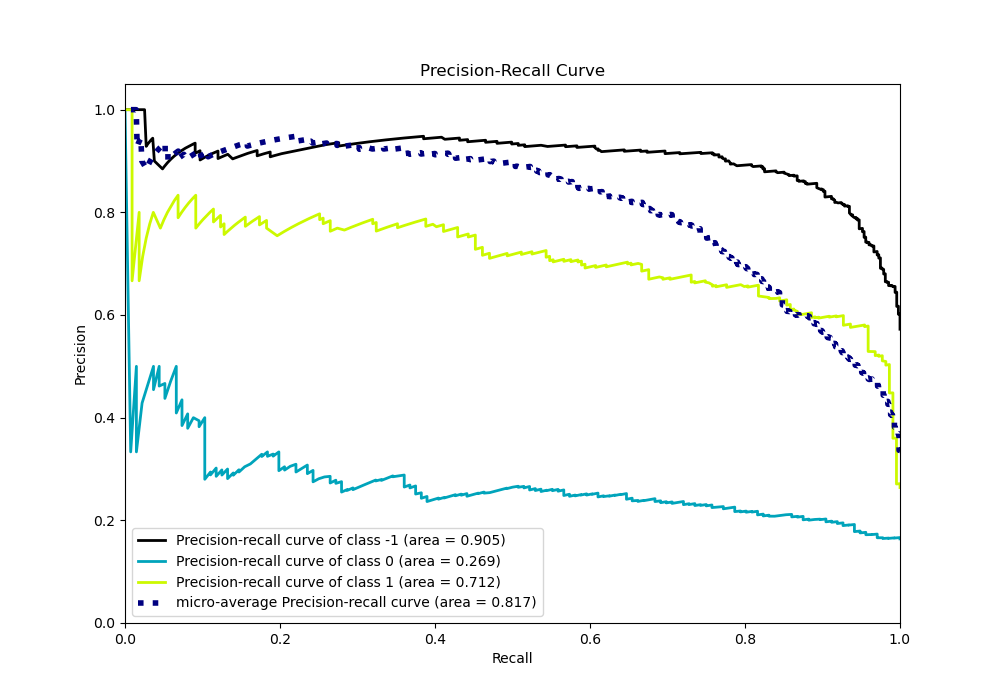 Precision-Recall Curve
1.0
0.8
0.6
0.4
0.2
0.0
Precision
Precision-recall curve of class -1 (area = 0.905)
Precision-recall curve of class 0 (area = 0.269)
Precision-recall curve of class 1 (area = 0.712)
micro-average Precision-recall curve (area = 0.817)
0.0 0.2 0.4 0.6 0.8 1.0
Recall